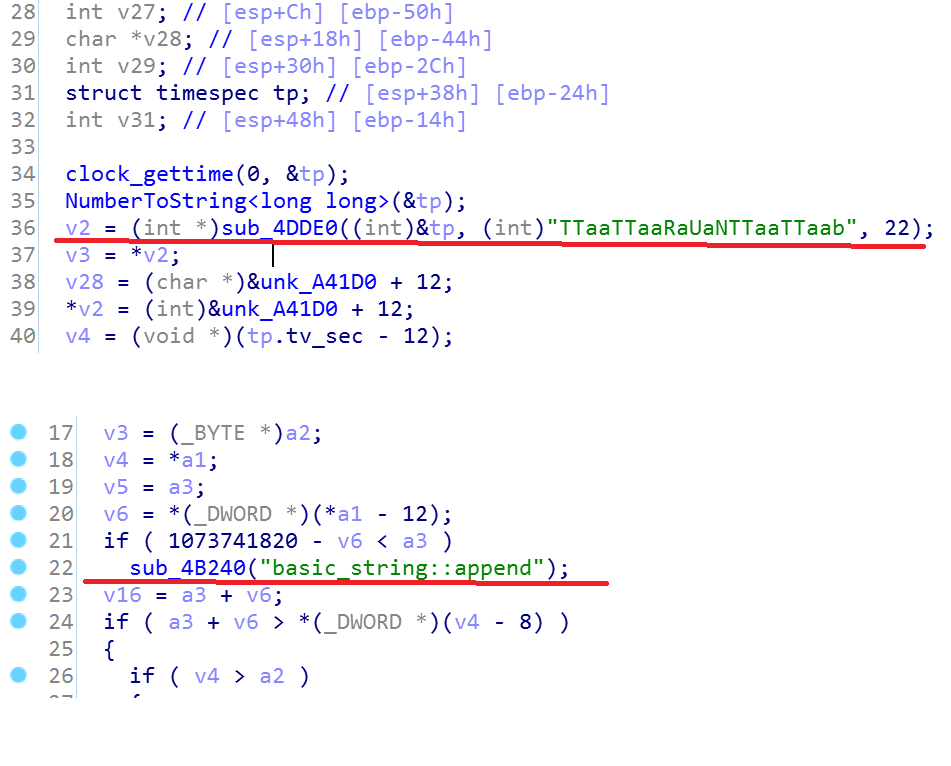 28 int v27; // [esp+Ch] [ebp-50h]
29 char *v28; // [esp+18h] [ebp-44h]
30 int v29; // [esp+30h] [ebp-2Ch]
31 struct timespec tp; // [esp+38h] [ebp-24h]
32 int v31; // [esp+48h] [ebp-14h]
33
34 clock_gettime(0, &tp);
35 NumberToString<long long>(&tp);
36 v2 = (int *)sub_4DDE0((int)&tp, (int)"TTaaTTaaRaUaNTTaaTTaab", 22);
37 v3 = *v2;
38 v28 = (char *)&unk_A41D0 + 12;
39 *v2 = (int)&unk_A41D0 + 12;
40 v4 = (void *)(tp.tv_sec - 12);
17 v3 = (_BYTE *)a2;
18 v4 = *a1;
19 v5 = a3;
20 v6 = *(_DWORD *)(*a1 - 12);
21 if ( 1073741820 - v6 < a3 )
22 sub_4B240("basic_string::append");
23 v16 = a3 + v6;
24 if ( a3 + v6 > *(_DWORD *)(v4 - 8) )
25 {
26 if ( v4 > a2 )